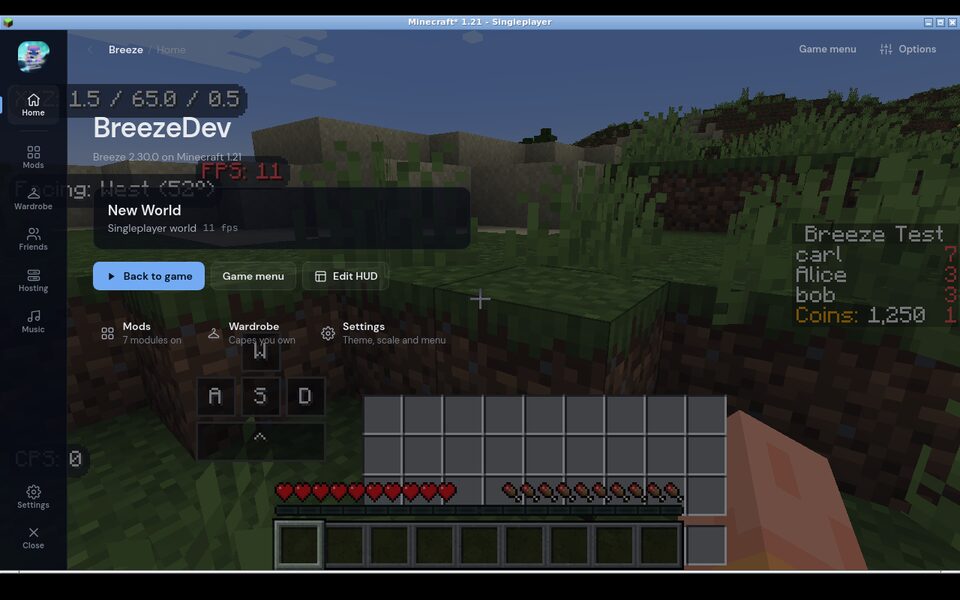 Minecraft* 1.21 - Singleplayer
Breeze / Home
Game menu
Options
XYZ: 1.5 / 65.0 / 0.5
Home
BreezeDev
Breeze 2.30.0 on Minecraft 1.21
FPS: 11
Mods
Facing: West (52°)
Wardrobe
New World
Singleplayer world 11 fps
Friends
Breeze Test
carl 7
Alice 3
bob 3
Coins: 1,250 1
Back to game
Game menu
Edit HUD
Hosting
Music
Mods
7 modules on
Wardrobe
Capes you own
Settings
Theme, scale and menu
W
A S D
^
CPS: 0
Settings
Close